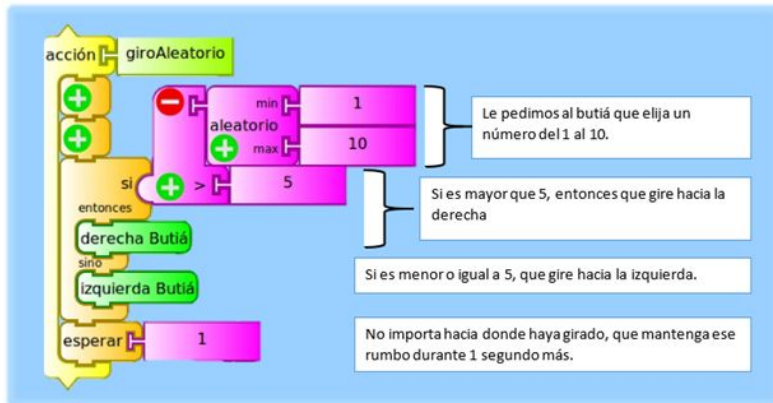 acción giroAleatorio
min 1
aleatorio
max 10
si > 5
entonces
derecha Butiá
sino
izquierda Butiá
esperar 1
Le pedimos al butiá que elija un
número del 1 al 10.
Si es mayor que 5, entonces que gire hacia la
derecha
Si es menor o igual a 5, que gire hacia la izquierda.
No importa hacia donde haya girado, que mantenga ese
rumbo durante 1 segundo más.